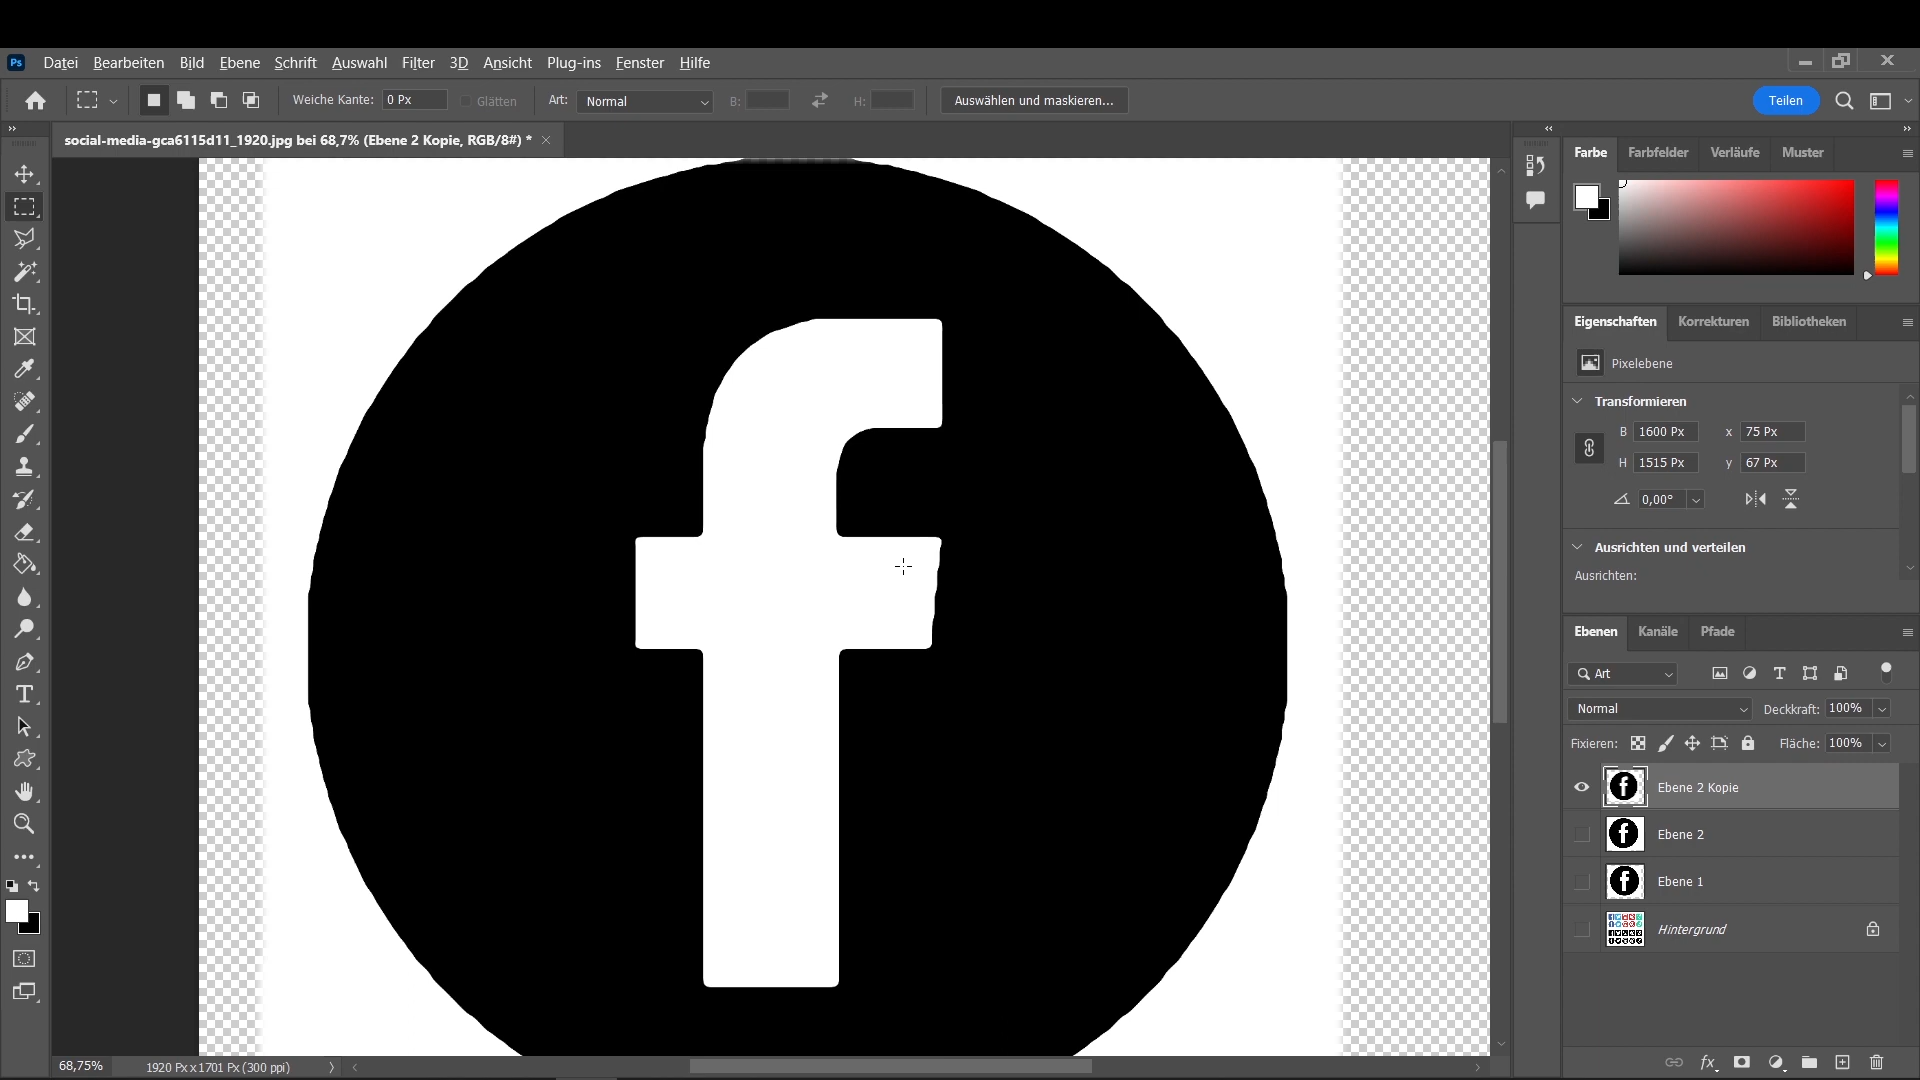 Ps Datei Bearbeiten Bild Ebene Schrift Auswahl Filter 3D Ansicht Plug-ins Fenster Hilfe
Weiche Kante: 0 Px Glätten Art: Normal B: H: Auswählen und maskieren... Teilen
social-media-gca6115d11_1920.jpg bei 68,7% (Ebene 2 Kopie, RGB/8#) *
Farbe Farbfelder Verläufe Muster
f
Eigenschaften Korrekturen Bibliotheken
Pixelebene
Transformieren
B 1600 Px x 75 Px
H 1515 Px y 67 Px
0,00°
Ausrichten und verteilen
Ausrichten:
Ebenen Kanäle Pfade
Art
Normal Deckkraft: 100%
Fixieren: Fläche: 100%
Ebene 2 Kopie
Ebene 2
Ebene 1
Hintergrund
68,75% 1920 Px x 1701 Px (300 ppi)
fx